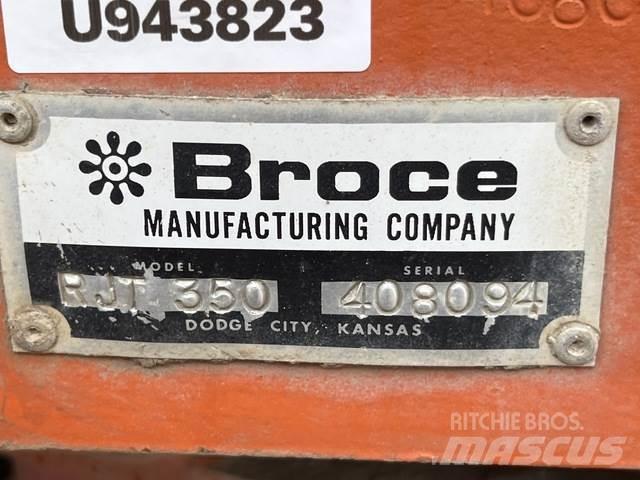 U943823
Broce
MANUFACTURING COMPANY
MODEL SERIAL
RJT 350 408094
DODGE CITY, KANSAS
RITCHIE BROS.
MASCUS